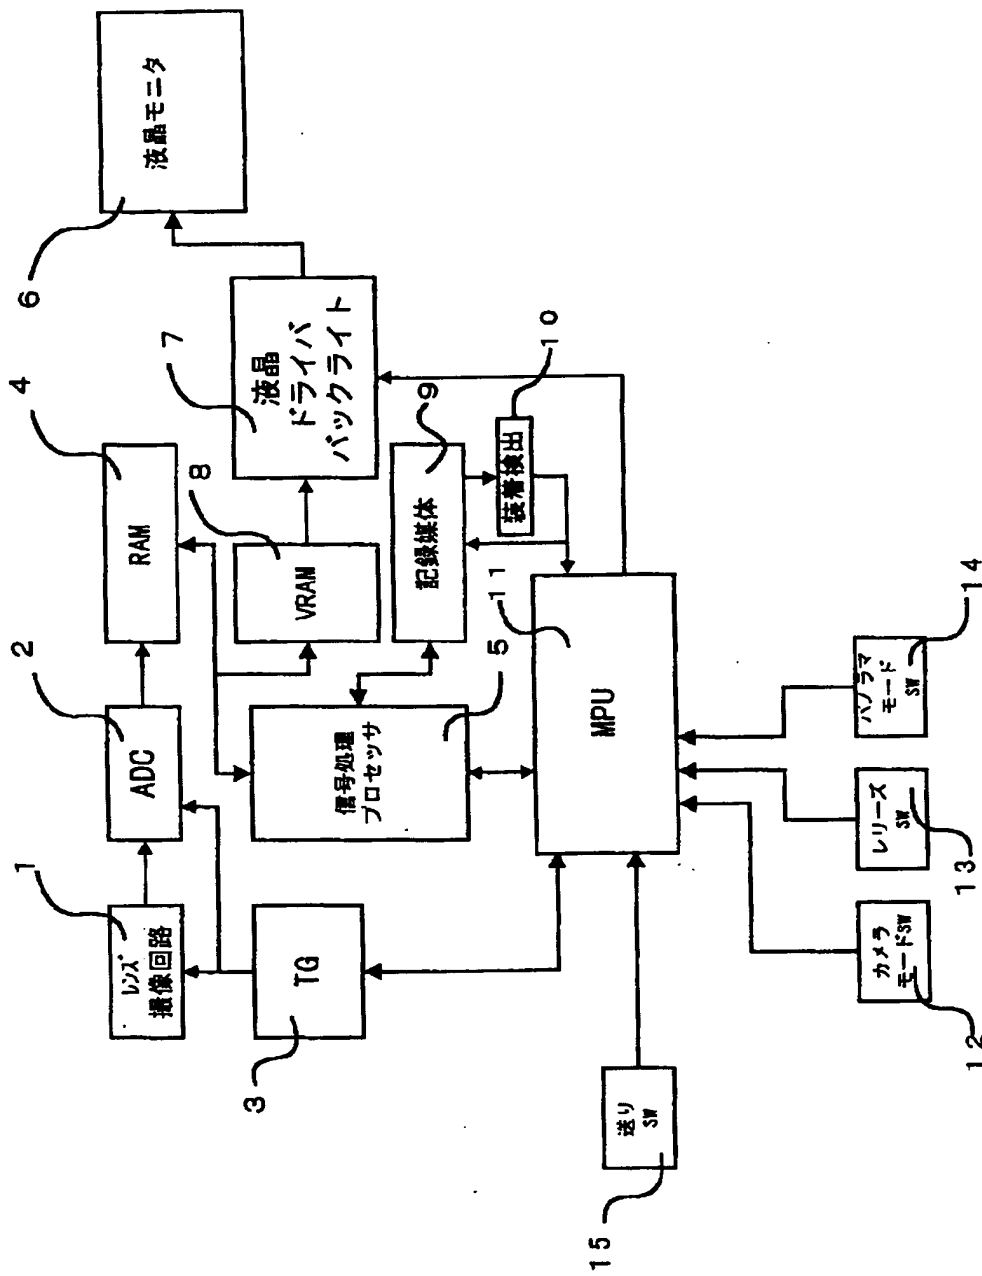 1
レンズ
撮像回路
2
ADC
4
RAM
6
液晶モニタ
3
TG
信号処理
プロセッサ
5
8
VRAM
7
液晶
ドライバ
バックライト
9
記録媒体
10
装着検出
11
MPU
15
送り
SW
12
カメラ
モードSW
13
レリーズ
SW
14
パノラマ
モード
SW